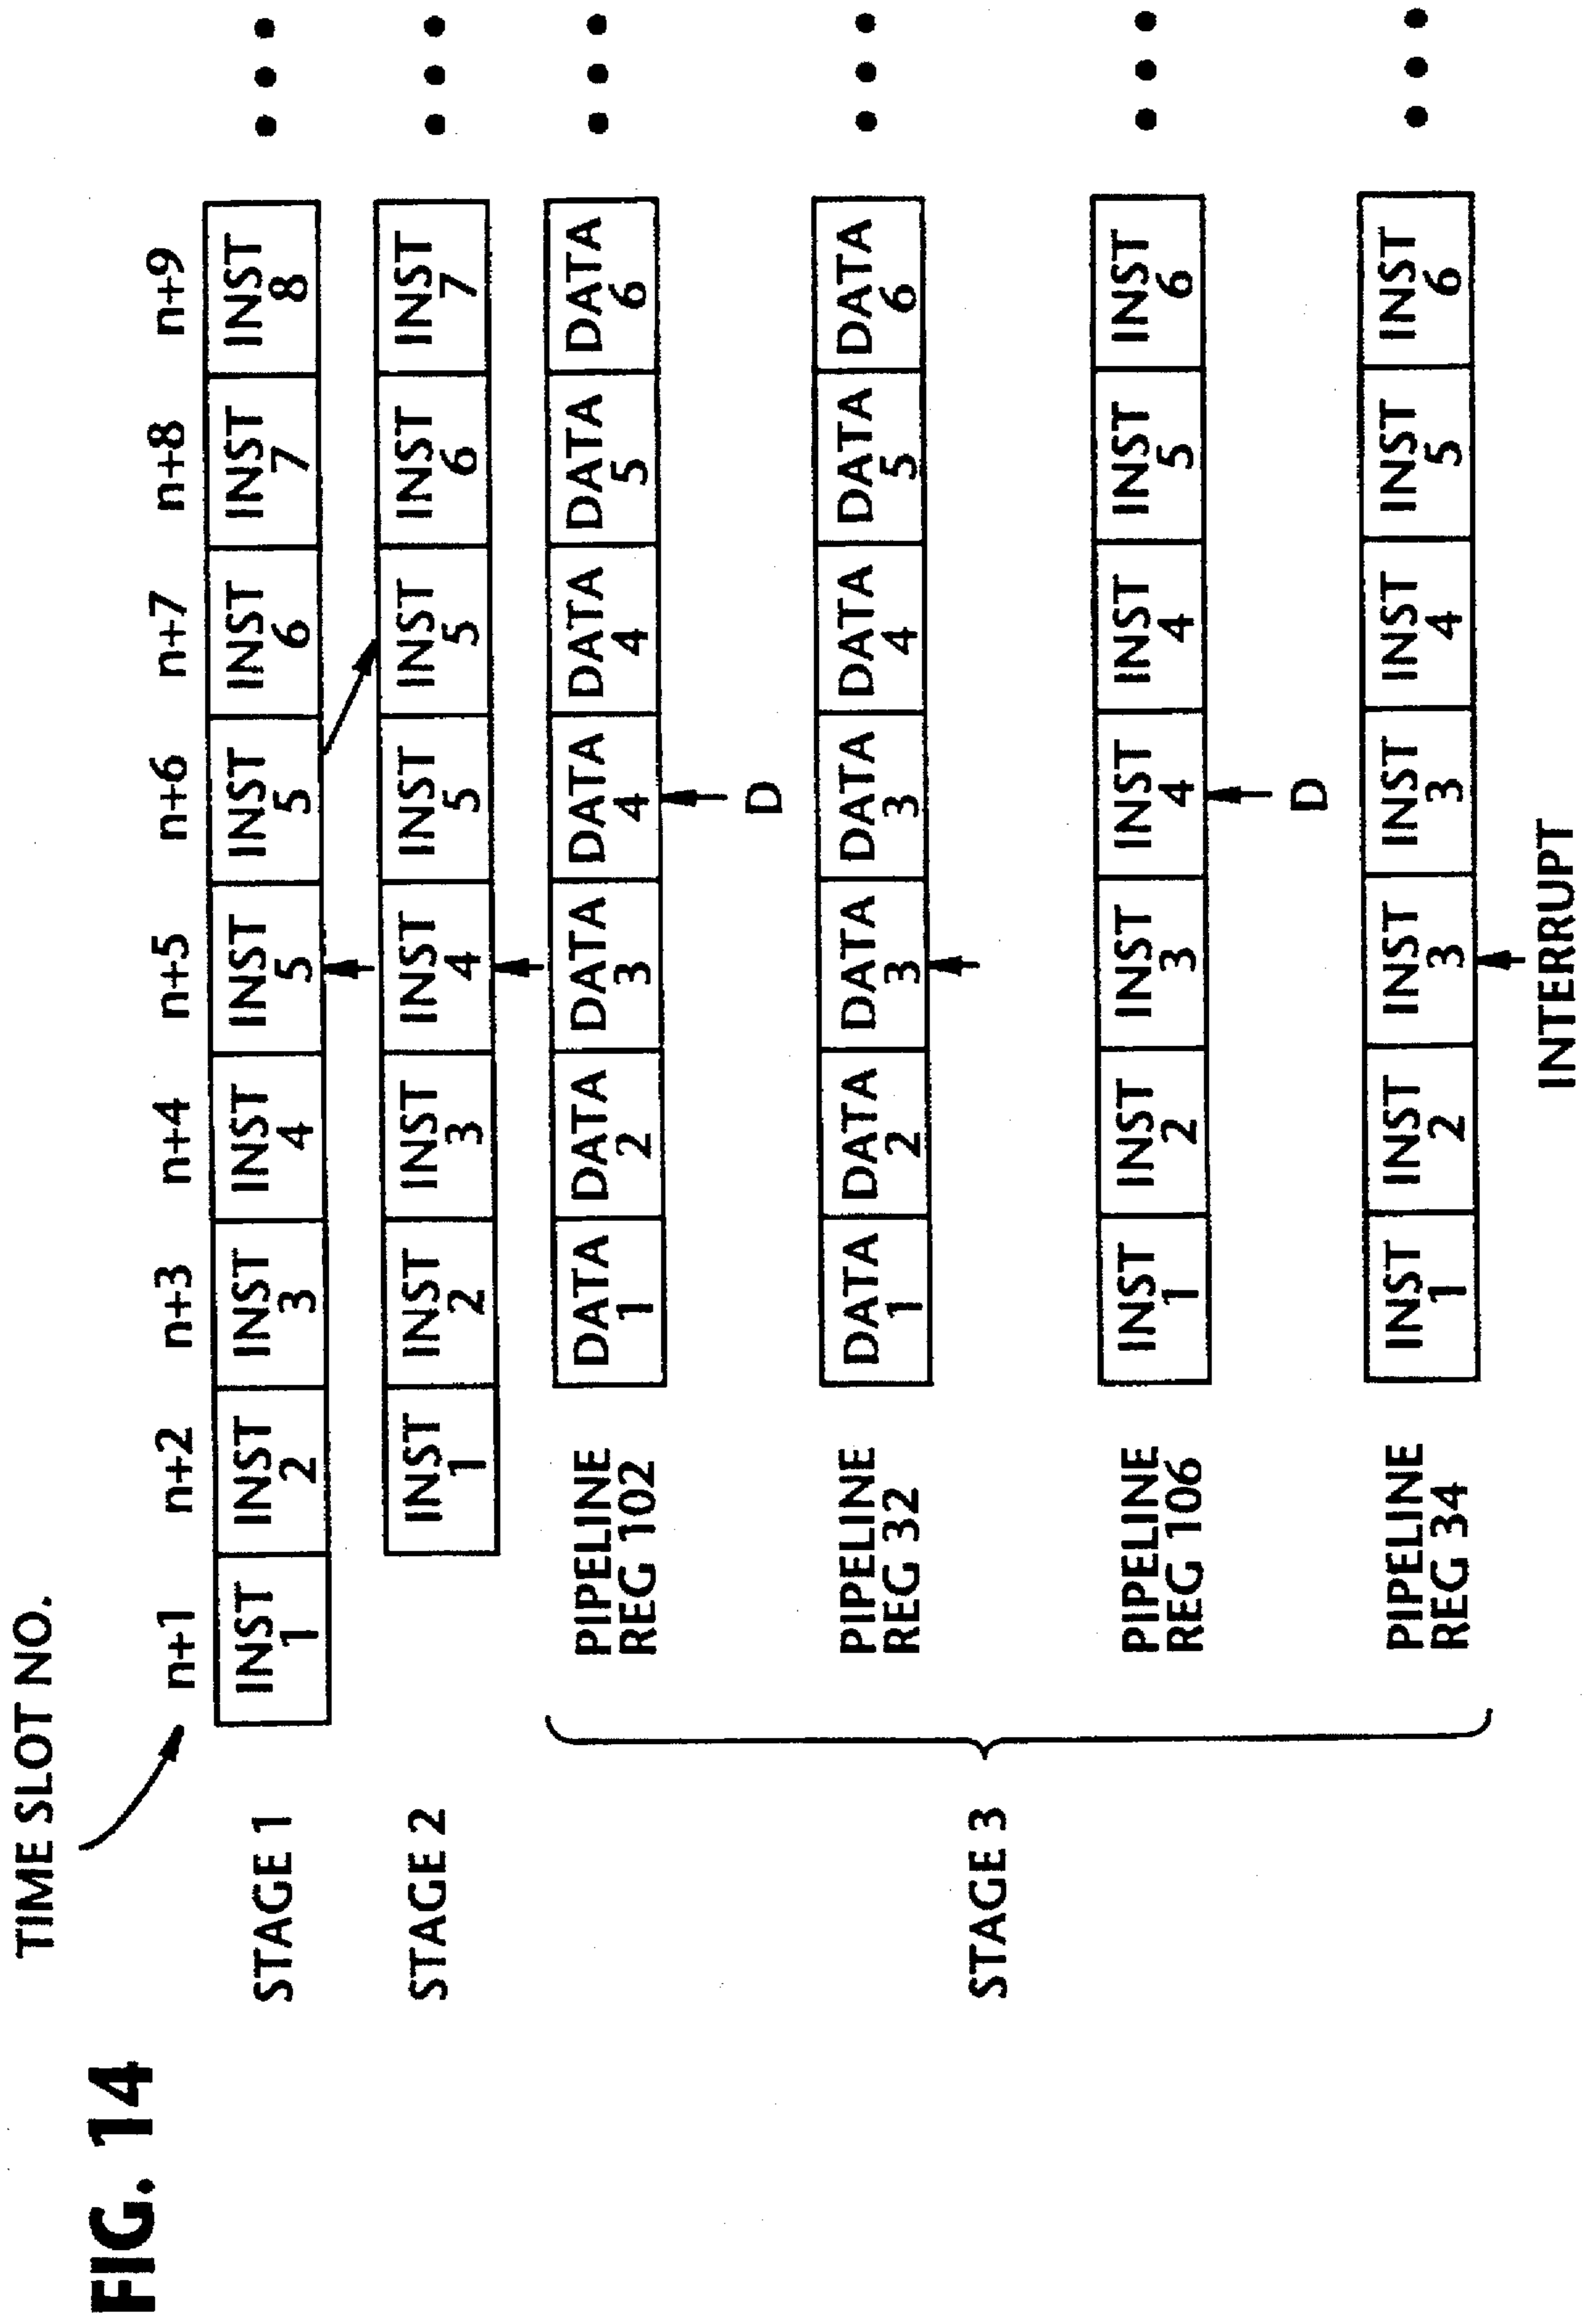 FIG. 14
TIME SLOT NO.
n+1 n+2 n+3 n+4 n+5 n+6 n+7 n+8 n+9
STAGE 1
INST 1 INST 2 INST 3 INST 4 INST 5 INST 5 INST 6 INST 7 INST 8
STAGE 2
INST 1 INST 2 INST 3 INST 4 INST 5 INST 5 INST 6 INST 7
STAGE 3
PIPELINE
REG 102
DATA 1 DATA 2 DATA 3 DATA 4 DATA 4 DATA 5 DATA 6
D
PIPELINE
REG 32
DATA 1 DATA 2 DATA 3 DATA 3 DATA 4 DATA 5 DATA 6
PIPELINE
REG 106
INST 1 INST 2 INST 3 INST 4 INST 4 INST 5 INST 6
D
PIPELINE
REG 34
INST 1 INST 2 INST 3 INST 3 INST 4 INST 5 INST 6
INTERRUPT